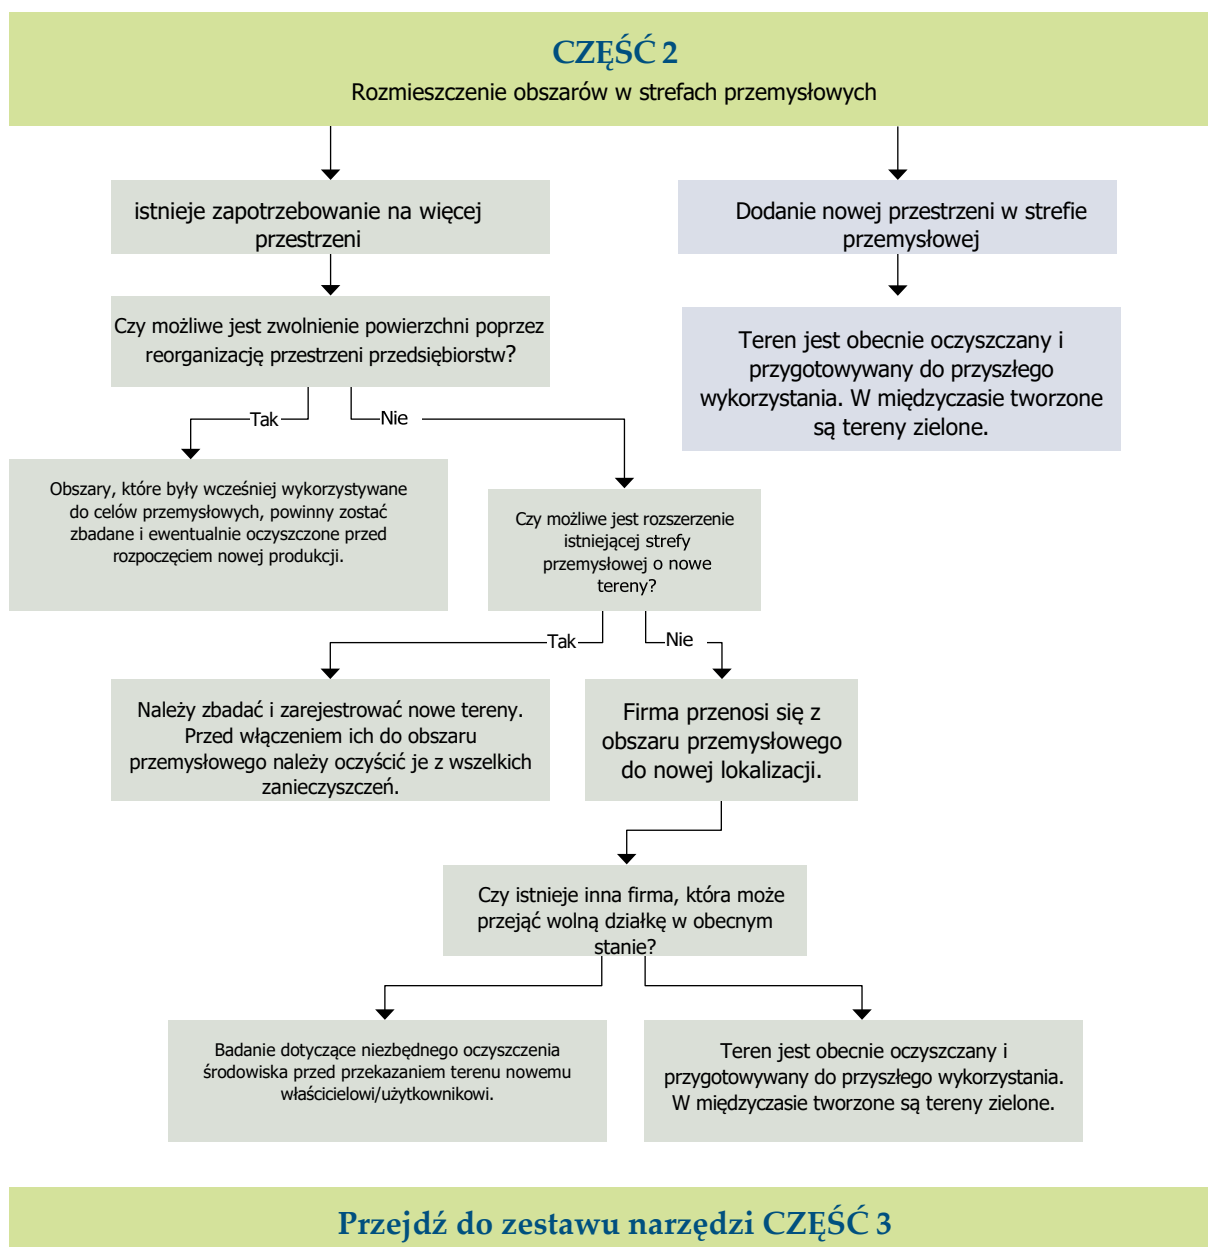 CZĘŚĆ 2
Rozmieszczenie obszarów w strefach przemysłowych
istnieje zapotrzebowanie na więcej
przestrzeni
Dodanie nowej przestrzeni w strefie
przemysłowej
Czy możliwe jest zwolnienie powierzchni poprzez
reorganizację przestrzeni przedsiębiorstw?
Teren jest obecnie oczyszczany i
przygotowywany do przyszłego
wykorzystania. W międzyczasie tworzone
są tereny zielone.
Tak
Nie
Obszary, które były wcześniej wykorzystywane
do celów przemysłowych, powinny zostać
zbadane i ewentualnie oczyszczone przed
rozpoczęciem nowej produkcji.
Czy możliwe jest rozszerzenie
istniejącej strefy
przemysłowej o nowe
tereny?
Tak
Nie
Należy zbadać i zarejestrować nowe tereny.
Przed włączeniem ich do obszaru
przemysłowego należy oczyścić je z wszelkich
zanieczyszczeń.
Firma przenosi się z
obszaru przemysłowego
do nowej lokalizacji.
Czy istnieje inna firma, która może
przejąć wolną działkę w obecnym
stanie?
Badanie dotyczące niezbędnego oczyszczenia
środowiska przed przekazaniem terenu nowemu
właścicielowi/użytkownikowi.
Teren jest obecnie oczyszczany i
przygotowywany do przyszłego wykorzystania.
W międzyczasie tworzone są tereny zielone.
Przejdź do zestawu narzędzi CZĘŚĆ 3